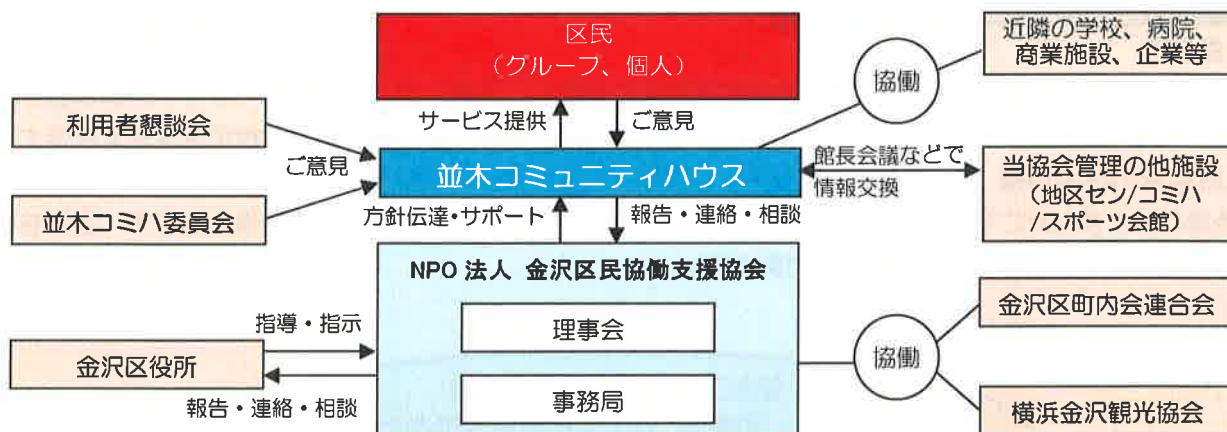 区民
（グループ、個人）
近隣の学校、病院、
商業施設、企業等
協働
利用者懇談会
サービス提供
ご意見
ご意見
並木コミュニティハウス
館長会議などで
情報交換
当協会管理の他施設
（地区セン/コミハ
/スポーツ会館）
並木コミハ委員会
方針伝達・サポート
報告・連絡・相談
NPO 法人 金沢区民協働支援協会
理事会
事務局
指導・指示
金沢区役所
報告・連絡・相談
協働
金沢区町内会連合会
横浜金沢観光協会